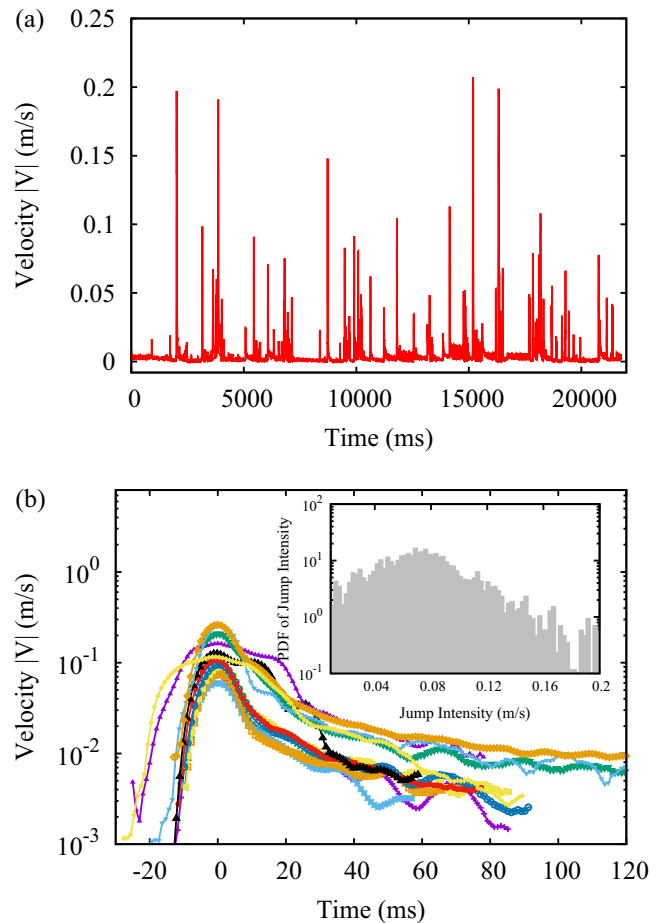 (a)
0.25
0.2
0.15
0.1
0.05
0
Velocity |V| (m/s)
0 5000 10000 15000 20000
Time (ms)
(b)
-20 0 20 40 60 80 100 120
10^0
10^-1
10^-2
10^-3
Velocity |V| (m/s)
Time (ms)
10^2
10^1
10^0
10^-1
PDF of Jump Intensity
0.04 0.08 0.12 0.16 0.2
Jump Intensity (m/s)